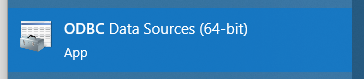 ODBC Data Sources (64-bit)
App